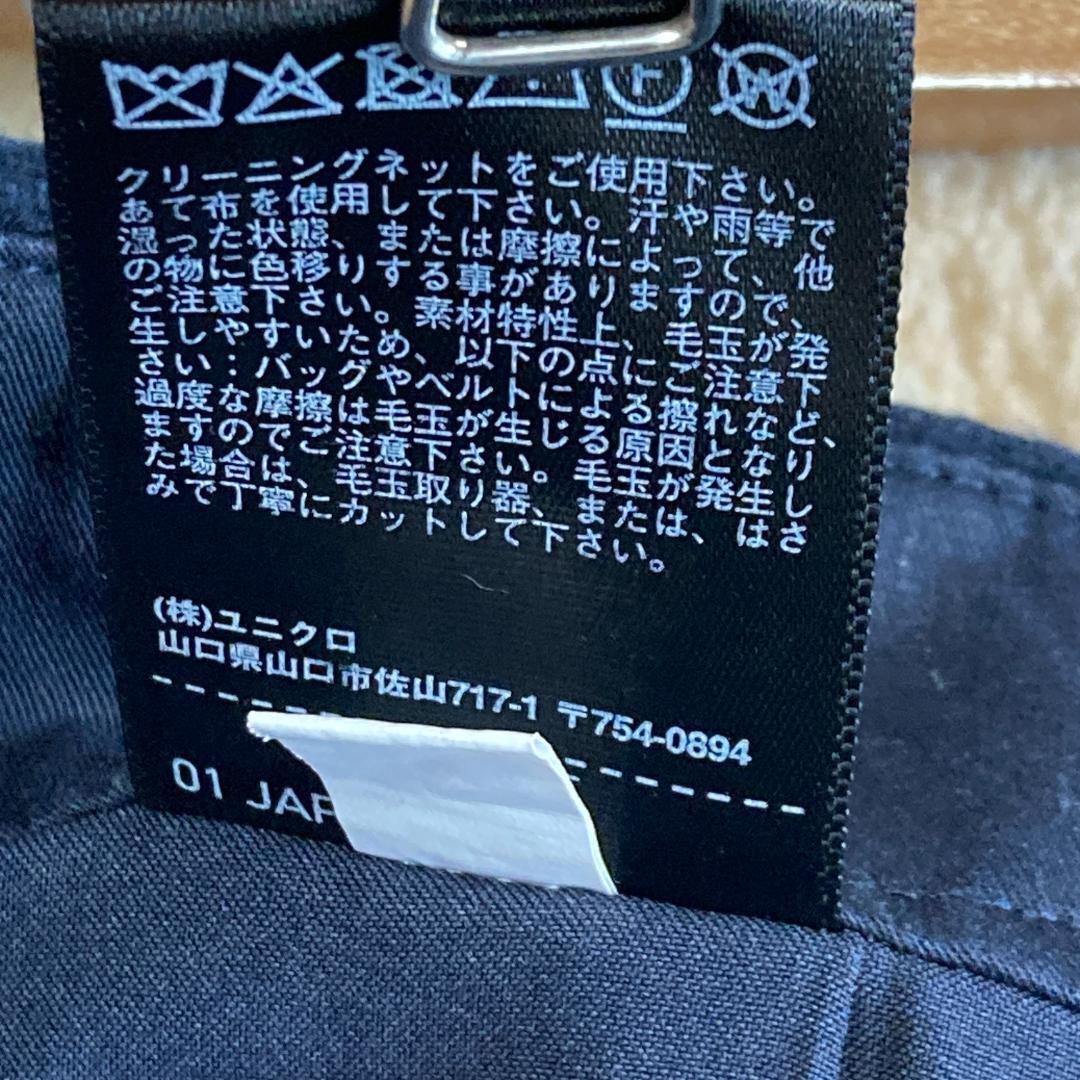 クリーニングネットをご使用下さい。
あて布を使用して下さい。汗や雨等で
湿った状態、または摩擦によって、他
の物に色移りする事がありますので、
ご注意下さい。素材特性上、毛玉が発
生しやすいため、以下の点にご注意下
さい…バッグやベルトによる擦れなど、
過度な摩擦は毛玉が生じる原因となり
ますのでご注意下さい。毛玉が発生し
た場合は、毛玉取り器、または、はさ
みで丁寧にカットして下さい。
(株)ユニクロ
山口県山口市佐山717-1 〒754-0894
01 JAP